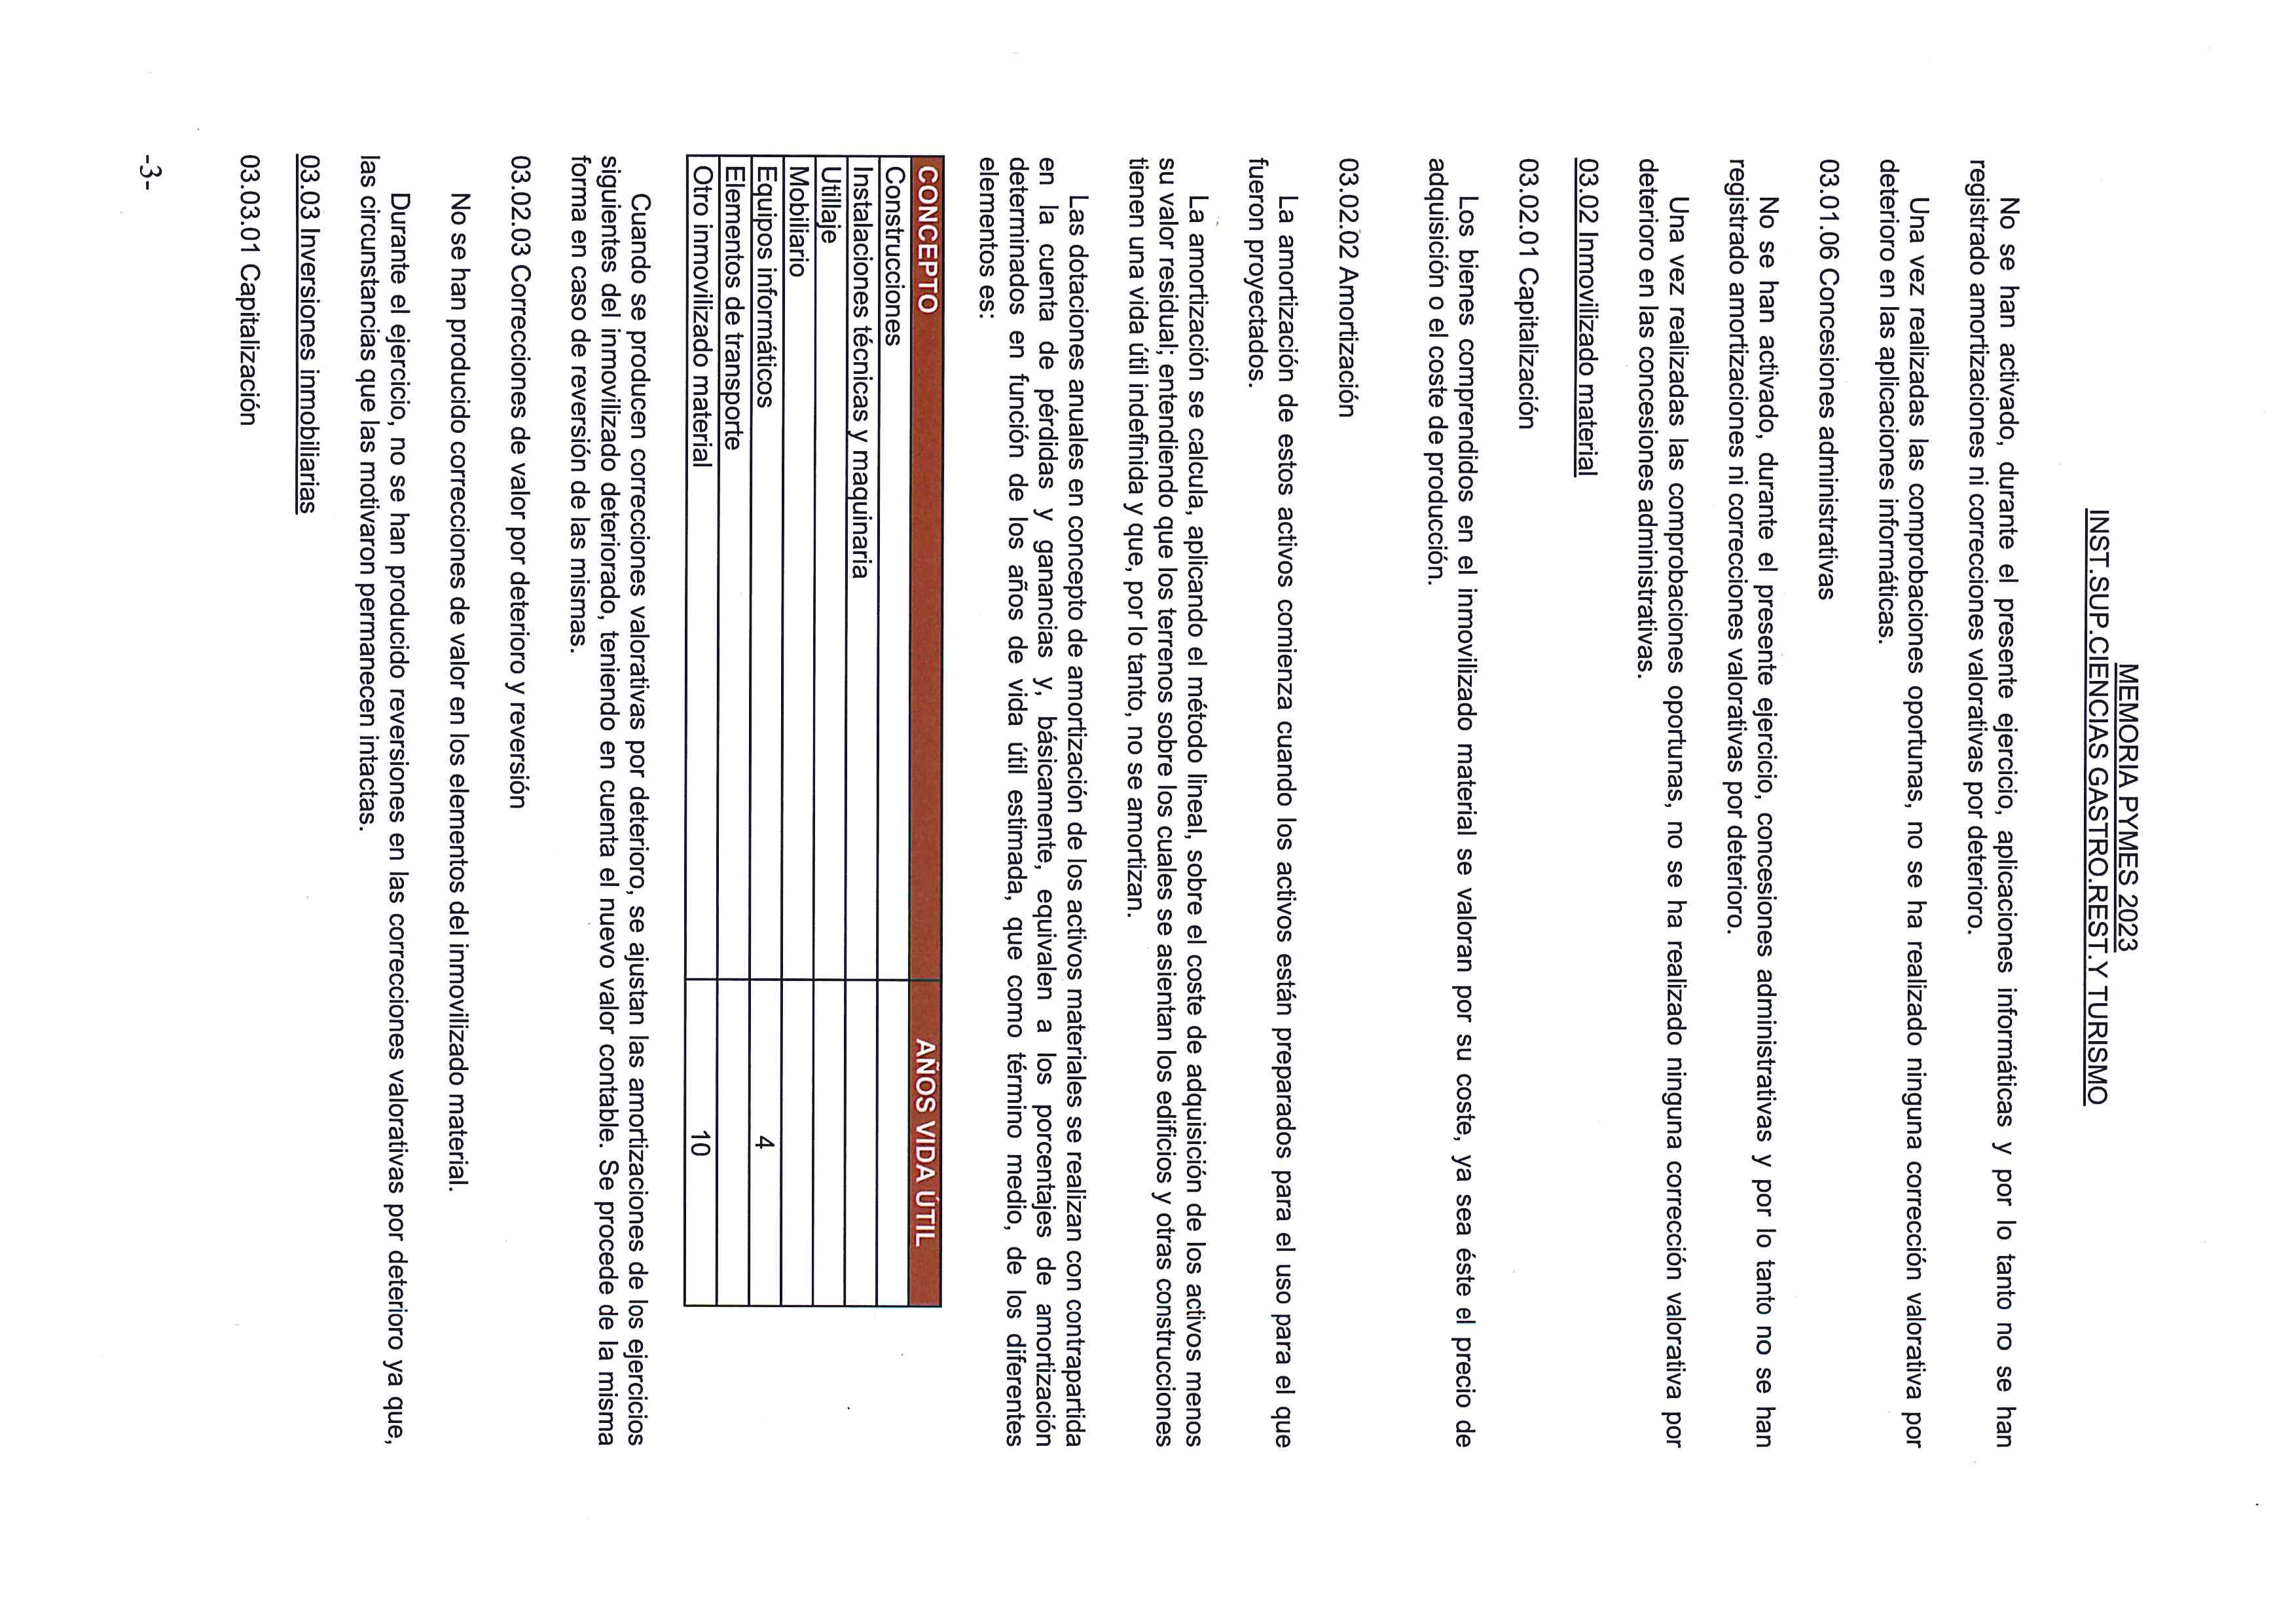 MEMORIA PYMES 2023
INST.SUP.CIENCIAS GASTRO.REST.Y TURISMO
No se han activado, durante el presente ejercicio, aplicaciones informáticas y por lo tanto no se han
registrado amortizaciones ni correcciones valorativas por deterioro.
Una vez realizadas las comprobaciones oportunas, no se ha realizado ninguna corrección valorativa por
deterioro en las aplicaciones informáticas.
03.01.06 Concesiones administrativas
No se han activado, durante el presente ejercicio, concesiones administrativas y por lo tanto no se han
registrado amortizaciones ni correcciones valorativas por deterioro.
Una vez realizadas las comprobaciones oportunas, no se ha realizado ninguna corrección valorativa por
deterioro en las concesiones administrativas.
03.02 Inmovilizado material
03.02.01 Capitalización
Los bienes comprendidos en el inmovilizado material se valoran por su coste, ya sea éste el precio de
adquisición o el coste de producción.
03.02.02 Amortización
La amortización de estos activos comienza cuando los activos están preparados para el uso para el que
fueron proyectados.
La amortización se calcula, aplicando el método lineal, sobre el coste de adquisición de los activos menos
su valor residual; entendiendo que los terrenos sobre los cuales se asientan los edificios y otras construcciones
tienen una vida útil indefinida y que, por lo tanto, no se amortizan.
Las dotaciones anuales en concepto de amortización de los activos materiales se realizan con contrapartida
en la cuenta de pérdidas y ganancias y, básicamente, equivalen a los porcentajes de amortización
determinados en función de los años de vida útil estimada, que como término medio, de los diferentes
elementos es:
CONCEPTO AÑOS VIDA ÚTIL
Construcciones
Instalaciones técnicas y maquinaria
Utillaje
Mobiliario
Equipos informáticos 4
Elementos de transporte
Otro inmovilizado material 10
Cuando se producen correcciones valorativas por deterioro, se ajustan las amortizaciones de los ejercicios
siguientes del inmovilizado deteriorado, teniendo en cuenta el nuevo valor contable. Se procede de la misma
forma en caso de reversión de las mismas.
03.02.03 Correcciones de valor por deterioro y reversión
No se han producido correcciones de valor en los elementos del inmovilizado material.
Durante el ejercicio, no se han producido reversiones en las correcciones valorativas por deterioro ya que,
las circunstancias que las motivaron permanecen intactas.
03.03 Inversiones inmobiliarias
03.03.01 Capitalización
-3-